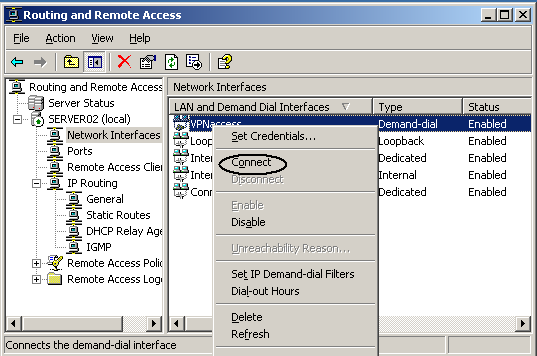 Routing and Remote Access
File Action View Help
Routing and Remote Access
Server Status
SERVER02 (local)
Network Interfaces
Ports
Remote Access Clie
IP Routing
General
Static Routes
DHCP Relay Age
IGMP
Remote Access Polic
Remote Access Logg
Network Interfaces
LAN and Demand Dial Interfaces Type Status
VPNaccess Demand-dial Enabled
Loop Loopback Enabled
Inter Dedicated Enabled
Inter Internal Enabled
Conn Dedicated Enabled
Set Credentials...
Connect
Disconnect
Enable
Disable
Unreachability Reason...
Set IP Demand-dial Filters
Dial-out Hours
Delete
Refresh
Connects the demand-dial interface